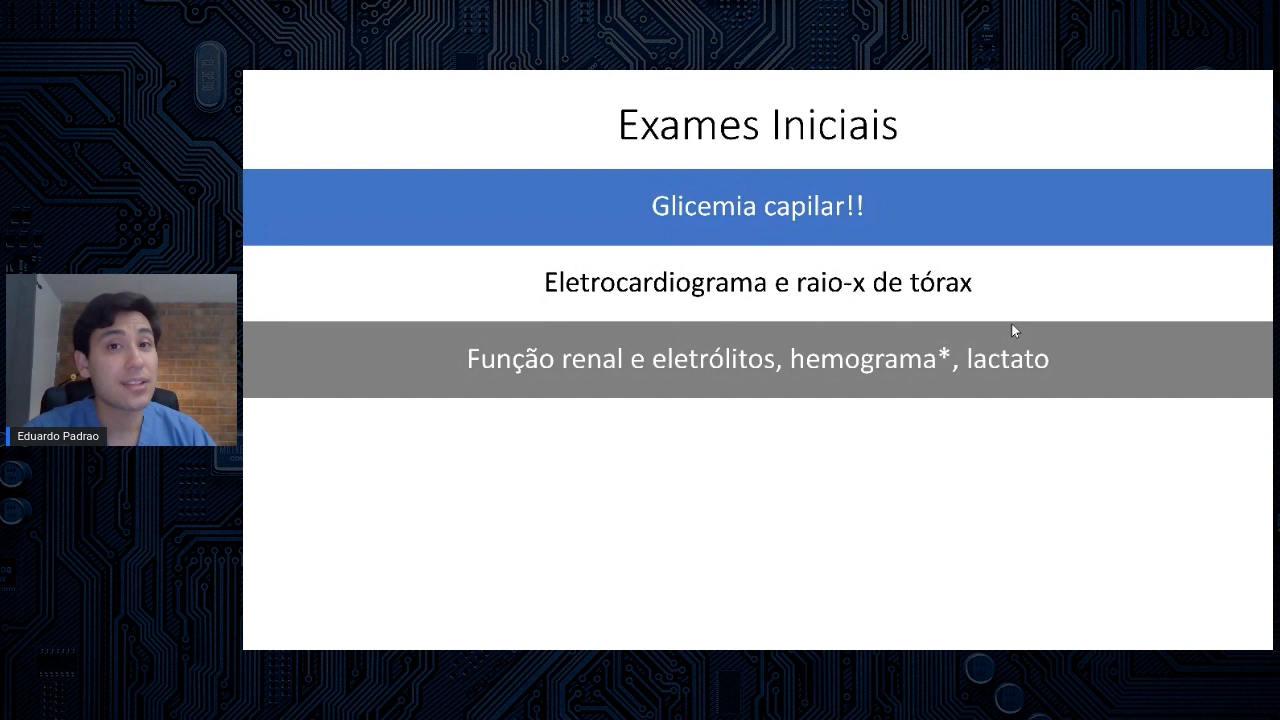 Exames Iniciais
Glicemia capilar!!
Eletrocardiograma e raio-x de tórax
Função renal e eletrólitos, hemograma*, lactato
Eduardo Padrao